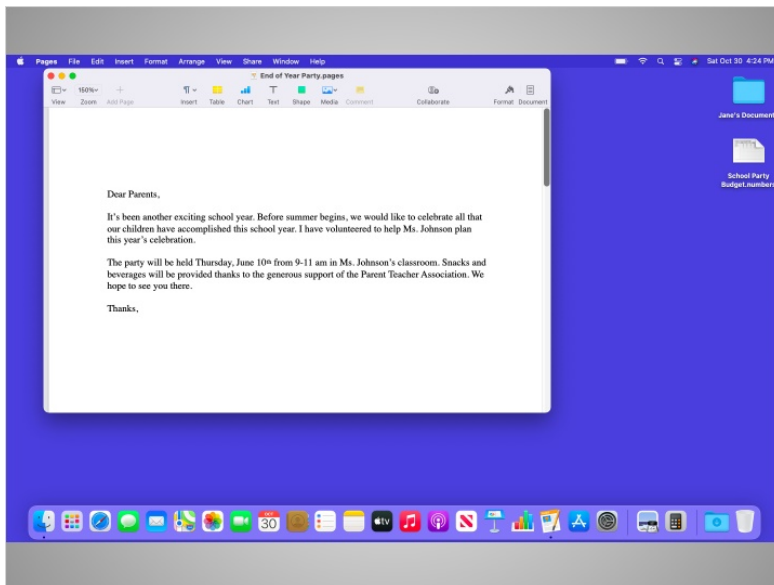 Pages File Edit Insert Format Arrange View Share Window Help
Sat Oct 30 4:24 PM
End of Year Party.pages
150%
View Zoom Add Page Insert Table Chart Text Shape Media Comment Collaborate Format Document
Jane's Document
School Party
Budget.numbers
Dear Parents,
It's been another exciting school year. Before summer begins, we would like to celebrate all that
our children have accomplished this school year. I have volunteered to help Ms. Johnson plan
this year's celebration.
The party will be held Thursday, June 10th from 9-11 am in Ms. Johnson's classroom. Snacks and
beverages will be provided thanks to the generous support of the Parent Teacher Association. We
hope to see you there.
Thanks,
OCT
30
tv